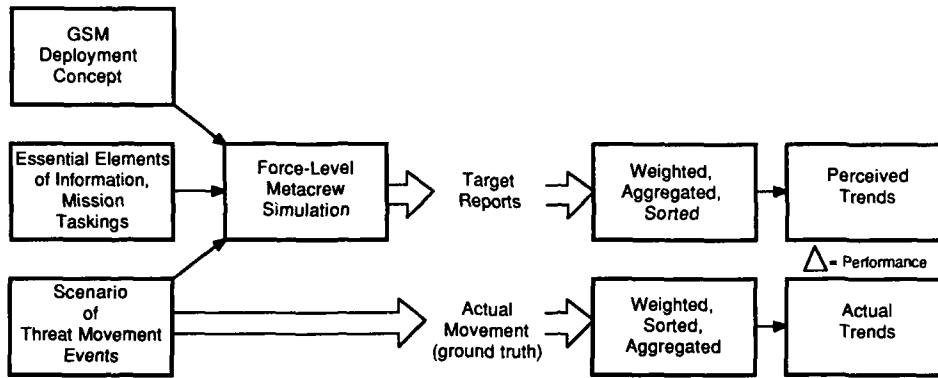 GSM
Deployment
Concept
Essential Elements
of Information,
Mission
Taskings
Force-Level
Metacrew
Simulation
Target
Reports
Weighted,
Aggregated,
Sorted
Perceived
Trends
Δ = Performance
Scenario
of
Threat Movement
Events
Actual
Movement
(ground truth)
Weighted,
Sorted,
Aggregated
Actual
Trends